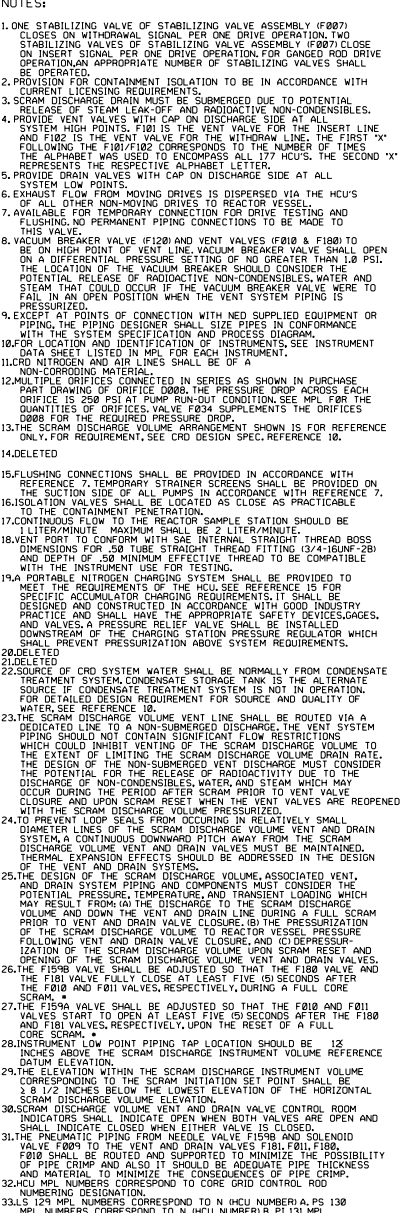 NOTES:
1. ONE STABILIZING VALVE OF STABILIZING VALVE ASSEMBLY (F007)
CLOSES ON WITHDRAWAL SIGNAL PER ONE DRIVE OPERATION. TWO
STABILIZING VALVES OF STABILIZING VALVE ASSEMBLY (F007) CLOSE
ON INSERT SIGNAL PER ONE DRIVE OPERATION. FOR GANGED ROD DRIVE
OPERATION,AN APPROPRIATE NUMBER OF STABILIZING VALVES SHALL
BE OPERATED.
2. PROVISION FOR CONTAINMENT ISOLATION TO BE IN ACCORDANCE WITH
CURRENT LICENSING REQUIREMENTS.
3. SCRAM DISCHARGE DRAIN MUST BE SUBMERGED DUE TO POTENTIAL
RELEASE OF STEAM LEAK-OFF AND RADIOACTIVE NON-CONDENSIBLES.
4. PROVIDE VENT VALVES WITH CAP ON DISCHARGE SIDE AT ALL
SYSTEM HIGH POINTS. F101 IS THE VENT VALVE FOR THE INSERT LINE
AND F102 IS THE VENT VALVE FOR THE WITHDRAW LINE. THE FIRST "X"
FOLLOWING THE F101/F102 CORRESPONDS TO THE NUMBER OF TIMES
THE ALPHABET WAS USED TO ENCOMPASS ALL 177 HCU'S. THE SECOND "X"
REPRESENTS THE RESPECTIVE ALPHABET LETTER.
5. PROVIDE DRAIN VALVES WITH CAP ON DISCHARGE SIDE AT ALL
SYSTEM LOW POINTS.
6. EXHAUST FLOW FROM MOVING DRIVES IS DISPERSED VIA THE HCU'S
OF ALL OTHER NON-MOVING DRIVES TO REACTOR VESSEL.
7. AVAILABLE FOR TEMPORARY CONNECTION FOR DRIVE TESTING AND
FLUSHING. NO PERMANENT PIPING CONNECTIONS TO BE MADE TO
THIS VALVE.
8. VACUUM BREAKER VALVE (F120) AND VENT VALVES (F010 & F180) TO
BE ON HIGH POINT OF VENT LINE. VACUUM BREAKER VALVE SHALL OPEN
ON A DIFFERENTIAL PRESSURE SETTING OF NO GREATER THAN 1.0 PSI.
THE LOCATION OF THE VACUUM BREAKER SHOULD CONSIDER THE
POTENTIAL RELEASE OF RADIOACTIVE NON-CONDENSIBLES, WATER AND
STEAM THAT COULD OCCUR IF THE VACUUM BREAKER VALVE WERE TO
FAIL IN AN OPEN POSITION WHEN THE VENT SYSTEM PIPING IS
PRESSURIZED.
9. EXCEPT AT POINTS OF CONNECTION WITH NED SUPPLIED EQUIPMENT OR
PIPING, THE PIPING DESIGNER SHALL SIZE PIPES IN CONFORMANCE
WITH THE SYSTEM SPECIFICATION AND PROCESS DIAGRAM.
10. FOR LOCATION AND IDENTIFICATION OF INSTRUMENTS, SEE INSTRUMENT
DATA SHEET LISTED IN MPL FOR EACH INSTRUMENT.
11. CRD NITROGEN AND AIR LINES SHALL BE OF A
NON-CORRODING MATERIAL.
12. MULTIPLE ORIFICES CONNECTED IN SERIES AS SHOWN IN PURCHASE
PART DRAWING OF ORIFICE D008. THE PRESSURE DROP ACROSS EACH
ORIFICE IS 250 PSI AT PUMP RUN-OUT CONDITION. SEE MPL FOR THE
QUANTITIES OF ORIFICES. VALVE F034 SUPPLEMENTS THE ORIFICES
D008 FOR THE REQUIRED PRESSURE DROP.
13. THE SCRAM DISCHARGE VOLUME ARRANGEMENT SHOWN IS FOR REFERENCE
ONLY. FOR REQUIREMENT, SEE CRD DESIGN SPEC. REFERENCE 10.
14. DELETED
15. FLUSHING CONNECTIONS SHALL BE PROVIDED IN ACCORDANCE WITH
REFERENCE 7. TEMPORARY STRAINER SCREENS SHALL BE PROVIDED ON
THE SUCTION SIDE OF ALL PUMPS IN ACCORDANCE WITH REFERENCE 7.
16. ISOLATION VALVES SHALL BE LOCATED AS CLOSE AS PRACTICABLE
TO THE CONTAINMENT PENETRATION.
17. CONTINUOUS FLOW TO THE REACTOR SAMPLE STATION SHOULD BE
1 LITER/MINUTE MAXIMUM SHALL BE 2 LITER/MINUTE.
18. VENT PORT TO CONFORM WITH SAE INTERNAL STRAIGHT THREAD BOSS
DIMENSIONS FOR .50 TUBE STRAIGHT THREAD FITTING (3/4-16UNF-2B)
AND DEPTH OF .50 MINIMUM EFFECTIVE THREAD TO BE COMPATIBLE
WITH THE INSTRUMENT USE FOR TESTING.
19. A PORTABLE NITROGEN CHARGING SYSTEM SHALL BE PROVIDED TO
MEET THE REQUIREMENTS OF THE HCU. SEE REFERENCE 15 FOR
SPECIFIC ACCUMULATOR CHARGING REQUIREMENTS. IT SHALL BE
DESIGNED AND CONSTRUCTED IN ACCORDANCE WITH GOOD INDUSTRY
PRACTICE AND SHALL HAVE THE APPROPRIATE SAFETY DEVICES,GAGES,
AND VALVES. A PRESSURE RELIEF VALVE SHALL BE INSTALLED
DOWNSTREAM OF THE CHARGING STATION PRESSURE REGULATOR WHICH
SHALL PREVENT PRESSURIZATION ABOVE SYSTEM REQUIREMENTS.
20. DELETED
21. DELETED
22. SOURCE OF CRD SYSTEM WATER SHALL BE NORMALLY FROM CONDENSATE
TREATMENT SYSTEM. CONDENSATE STORAGE TANK IS THE ALTERNATE
SOURCE IF CONDENSATE TREATMENT SYSTEM IS NOT IN OPERATION.
FOR DETAILED DESIGN REQUIREMENT FOR SOURCE AND QUALITY OF
WATER, SEE REFERENCE 10.
23. THE SCRAM DISCHARGE VOLUME VENT LINE SHALL BE ROUTED VIA A
DEDICATED LINE TO A NON-SUBMERGED DISCHARGE. THE VENT SYSTEM
PIPING SHOULD NOT CONTAIN SIGNIFICANT FLOW RESTRICTIONS
WHICH COULD INHIBIT VENTING OF THE SCRAM DISCHARGE VOLUME TO
THE EXTENT OF LIMITING THE SCRAM DISCHARGE VOLUME DRAIN RATE.
THE DESIGN OF THE NON-SUBMERGED VENT DISCHARGE MUST CONSIDER
THE POTENTIAL FOR THE RELEASE OF RADIOACTIVITY DUE TO THE
DISCHARGE OF NON-CONDENSIBLES, WATER, AND STEAM WHICH MAY
OCCUR DURING THE PERIOD AFTER SCRAM PRIOR TO VENT VALVE
CLOSURE AND UPON SCRAM RESET WHEN THE VENT VALVES ARE REOPENED
WITH THE SCRAM DISCHARGE VOLUME PRESSURIZED.
24. TO PREVENT LOOP SEALS FROM OCCURING IN RELATIVELY SMALL
DIAMETER LINES OF THE SCRAM DISCHARGE VOLUME VENT AND DRAIN
SYSTEM, A CONTINUOUS DOWNWARD PITCH AWAY FROM THE SCRAM
DISCHARGE VOLUME VENT AND DRAIN VALVES MUST BE MAINTAINED.
THERMAL EXPANSION EFFECTS SHOULD BE ADDRESSED IN THE DESIGN
OF THE VENT AND DRAIN SYSTEMS.
25. THE DESIGN OF THE SCRAM DISCHARGE VOLUME, ASSOCIATED VENT,
AND DRAIN SYSTEM PIPING AND COMPONENTS MUST CONSIDER THE
POTENTIAL PRESSURE, TEMPERATURE, AND TRANSIENT LOADING WHICH
MAY RESULT FROM: (A) THE DISCHARGE TO THE SCRAM DISCHARGE
VOLUME AND DOWN THE VENT AND DRAIN LINE DURING A FULL SCRAM
PRIOR TO VENT AND DRAIN VALVE CLOSURE, (B) THE PRESSURIZATION
OF THE SCRAM DISCHARGE VOLUME TO REACTOR VESSEL PRESSURE
FOLLOWING VENT AND DRAIN VALVE CLOSURE, AND (C) DEPRESSUR-
IZATION OF THE SCRAM DISCHARGE VOLUME UPON SCRAM RESET AND
OPENING OF THE SCRAM DISCHARGE VOLUME VENT AND DRAIN VALVES.
26. THE F159B VALVE SHALL BE ADJUSTED SO THAT THE F180 VALVE AND
THE F181 VALVE FULLY CLOSE AT LEAST FIVE (5) SECONDS AFTER
THE F010 AND F011 VALVES, RESPECTIVELY, DURING A FULL CORE
SCRAM. *
27. THE F159A VALVE SHALL BE ADJUSTED SO THAT THE F010 AND F011
VALVES START TO OPEN AT LEAST FIVE (5) SECONDS AFTER THE F180
AND F181 VALVES, RESPECTIVELY, UPON THE RESET OF A FULL
CORE SCRAM. *
28. INSTRUMENT LOW POINT PIPING TAP LOCATION SHOULD BE 12
INCHES ABOVE THE SCRAM DISCHARGE INSTRUMENT VOLUME REFERENCE
DATUM ELEVATION.
29. THE ELEVATION WITHIN THE SCRAM DISCHARGE INSTRUMENT VOLUME
CORRESPONDING TO THE SCRAM INITIATION SET POINT SHALL BE
≥ 8 1/2 INCHES BELOW THE LOWEST ELEVATION OF THE HORIZONTAL
SCRAM DISCHARGE VOLUME ELEVATION.
30. SCRAM DISCHARGE VOLUME VENT AND DRAIN VALVE CONTROL ROOM
INDICATORS SHALL INDICATE OPEN WHEN BOTH VALVES ARE OPEN AND
SHALL INDICATE CLOSED WHEN EITHER VALVE IS CLOSED.
31. THE PNEUMATIC PIPING FROM NEEDLE VALVE F159B AND SOLENOID
VALVE F009 TO THE VENT AND DRAIN VALVES F181, F011, F180,
F010 SHALL BE ROUTED AND SUPPORTED TO MINIMIZE THE POSSIBILITY
OF PIPE CRIMP AND ALSO IT SHOULD BE ADEQUATE PIPE THICKNESS
AND MATERIAL TO MINIMIZE THE CONSEQUENCES OF PIPE CRIMP.
32. HCU MPL NUMBERS CORRESPOND TO CORE GRID CONTROL ROD
NUMBERING DESIGNATION.
33. LS 129 MPL NUMBERS CORRESPOND TO N (HCU NUMBER) A. PS 130
MPL NUMBERS CORRESPOND TO N (HCU NUMBER) B. PI 131 MPL